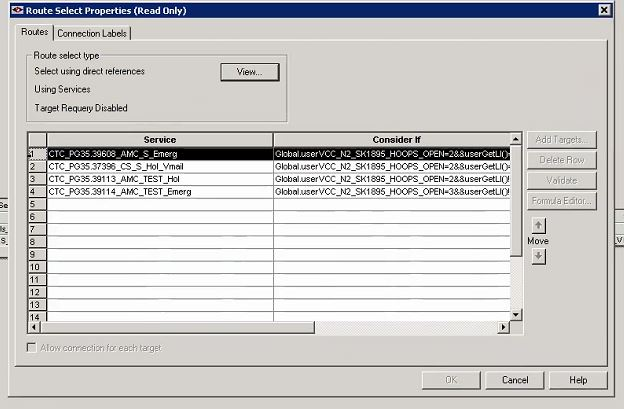 Route Select Properties (Read Only)
Routes Connection Labels
Route select type
Select using direct references
View...
Using Services
Target Requery Disabled
Service Consider If
1 CTC_PG35.39608_AMC_S_Emerg Global.userVCC_N2_SK1895_HOOPS_OPEN=2&&userGetLI()=
2 CTC_PG35.37396_CS_S_Hol_Vmail Global.userVCC_N2_SK1895_HOOPS_OPEN=2&&userGetLI()=
3 CTC_PG35.39113_AMC_TEST_Hol Global.userVCC_N2_SK1895_HOOPS_OPEN=2&&userGetLI()!
4 CTC_PG35.39114_AMC_TEST_Emerg Global.userVCC_N2_SK1895_HOOPS_OPEN=3&&userGetLI()!
5
6
7
8
9
10
11
12
13
14
Add Targets...
Delete Row
Validate
Formula Editor...
Move
Allow connection for each target
OK Cancel Help